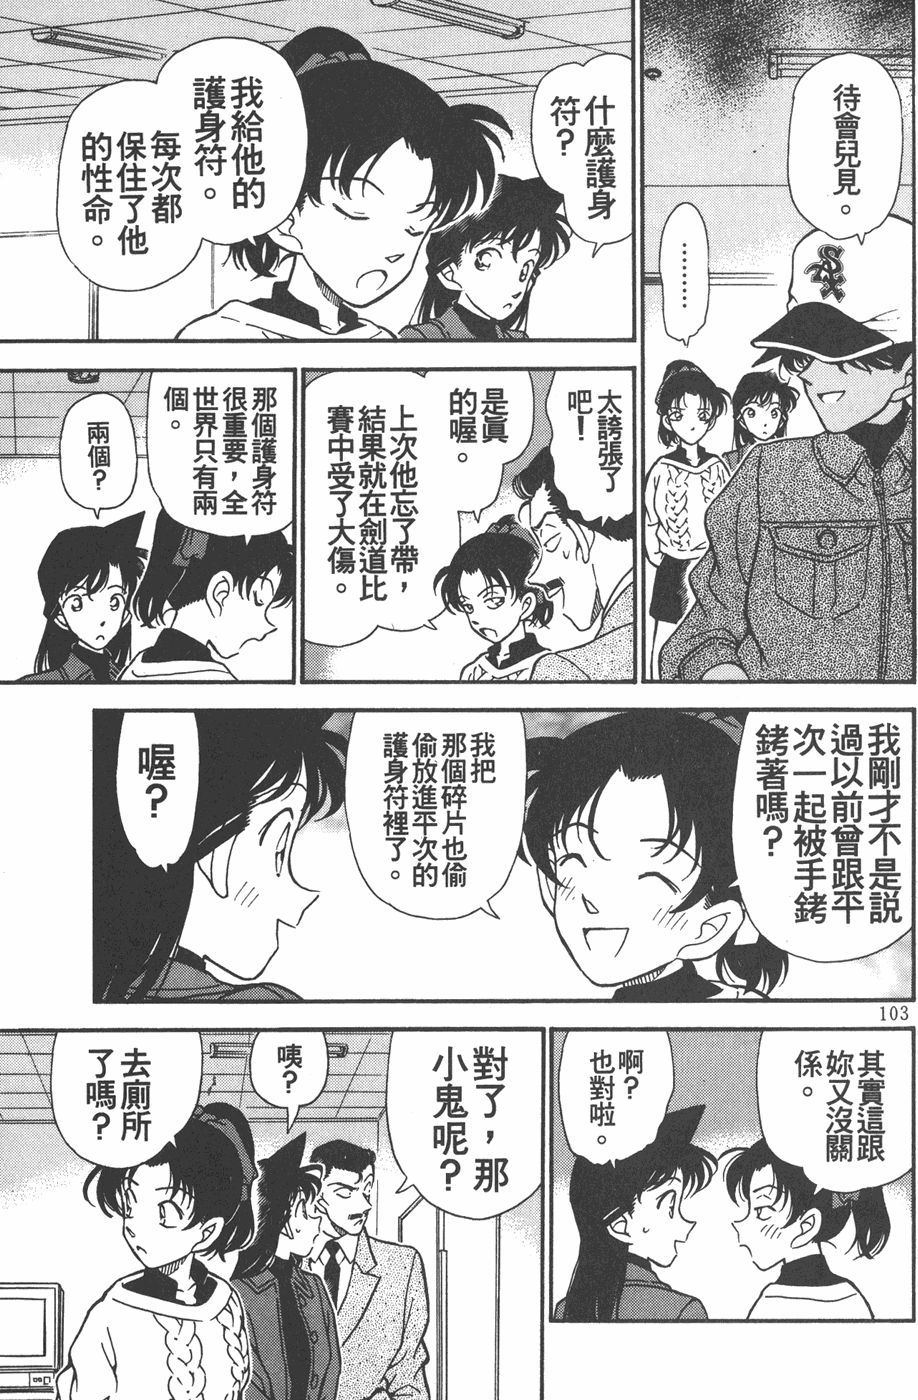 待會兒見。
………
SOX
什麼護身
符？
我給他的
護身符。
每次都
保住了他
的性命。
太誇張了
吧！
是真
的喔。
上次他忘了帶，
結果就在劍道比
賽中受了大傷。
那個護身符
很重要，全
世界只有兩
個。
兩個？
我剛才不是說
過以前曾跟平
次一起被手銬
銬著嗎？
我把
那個碎片也偷
偷放進平次的
護身符裡了。
喔？
103
其實這跟
妳又沒關
係。
啊？
也對啦。
對了，那
小鬼呢？
咦？
去廁所
了嗎？